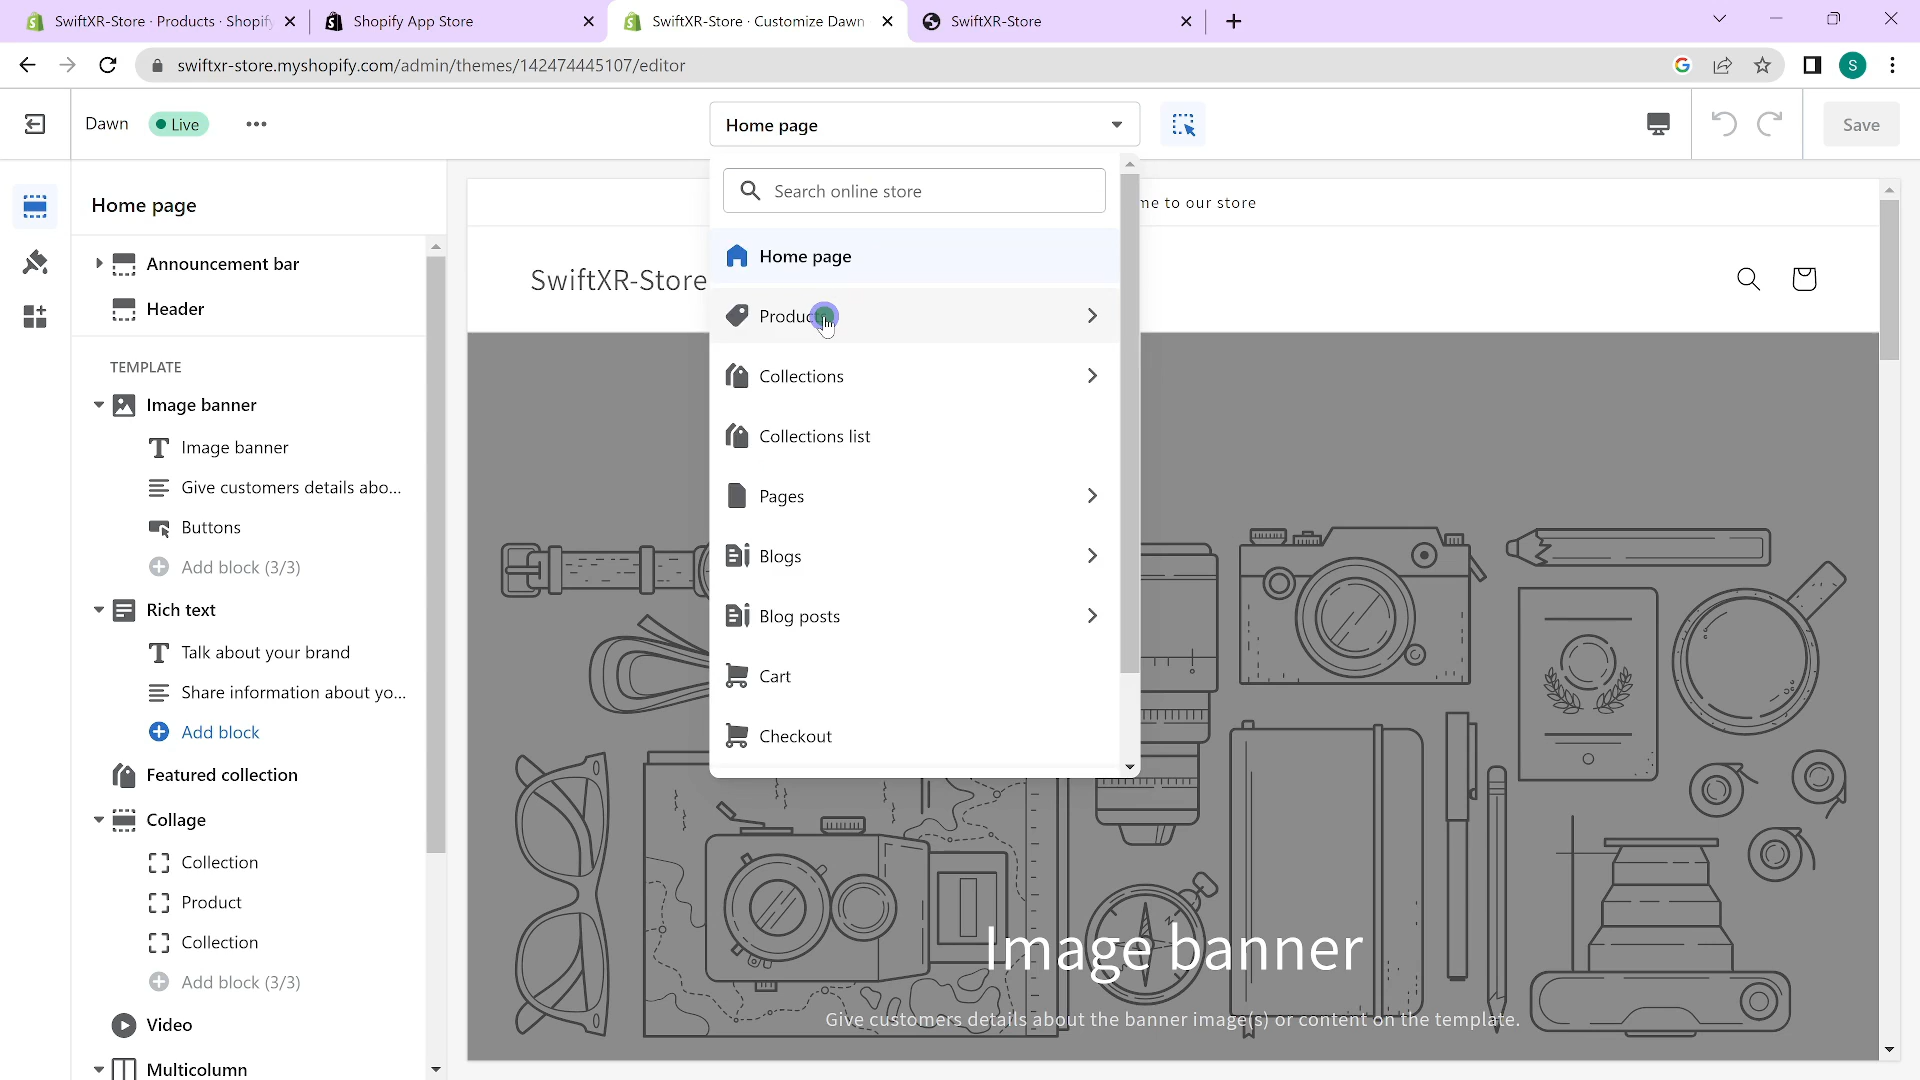 SwiftXR-Store · Products · Shopify
Shopify App Store
SwiftXR-Store · Customize Dawn
SwiftXR-Store
swiftxr-store.myshopify.com/admin/themes/142474445107/editor
S
Dawn
Live
Home page
Save
Home page
Announcement bar
Header
TEMPLATE
Image banner
Image banner
Give customers details abo...
Buttons
Add block (3/3)
Rich text
Talk about your brand
Share information about yo...
Add block
Featured collection
Collage
Collection
Product
Collection
Add block (3/3)
Video
Multicolumn
Search online store
Home page
Products
Collections
Collections list
Pages
Blogs
Blog posts
Cart
Checkout
me to our store
SwiftXR-Store
Image banner
Give customers details about the banner image(s) or content on the template.